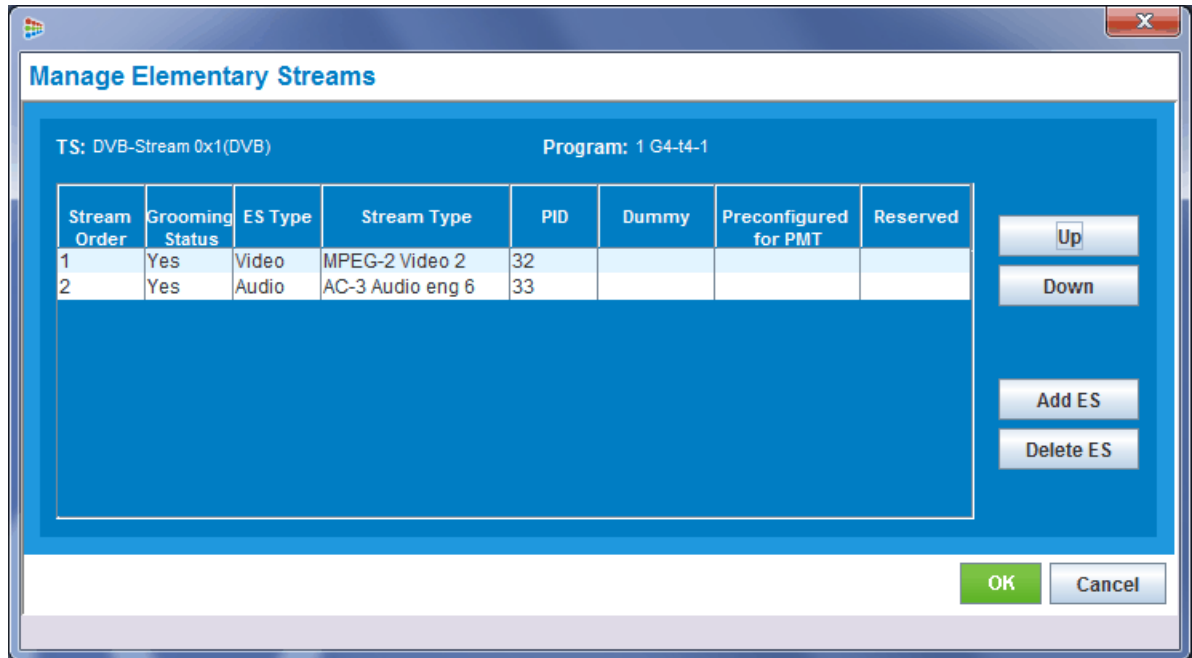 Manage Elementary Streams
TS: DVB-Stream 0x1(DVB) Program: 1 G4-t4-1
Stream Order Grooming Status ES Type Stream Type PID Dummy Preconfigured for PMT Reserved
1 Yes Video MPEG-2 Video 2 32
2 Yes Audio AC-3 Audio eng 6 33
Up
Down
Add ES
Delete ES
OK Cancel